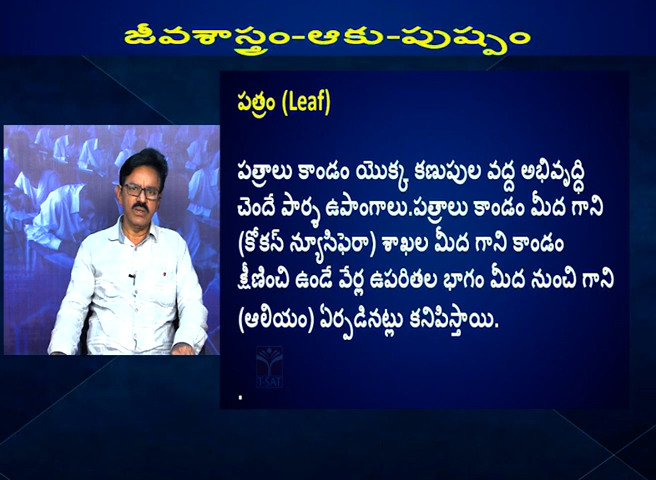 జీవశాస్త్రం-ఆకు-పుష్పం
పత్రం (Leaf)
పత్రాలు కాండం యొక్క కణుపుల వద్ద అభివృద్ధి
చెందే పార్శ్వ ఉపాంగాలు.పత్రాలు కాండం మీద గాని
(కోకస్ న్యూసిఫెరా) శాఖల మీద గాని కాండం
క్షీణించి ఉండే వేర్ల ఉపరితల భాగం మీద నుంచి గాని
(ఆలియం) ఏర్పడినట్లు కనిపిస్తాయి.
T-SAT
.